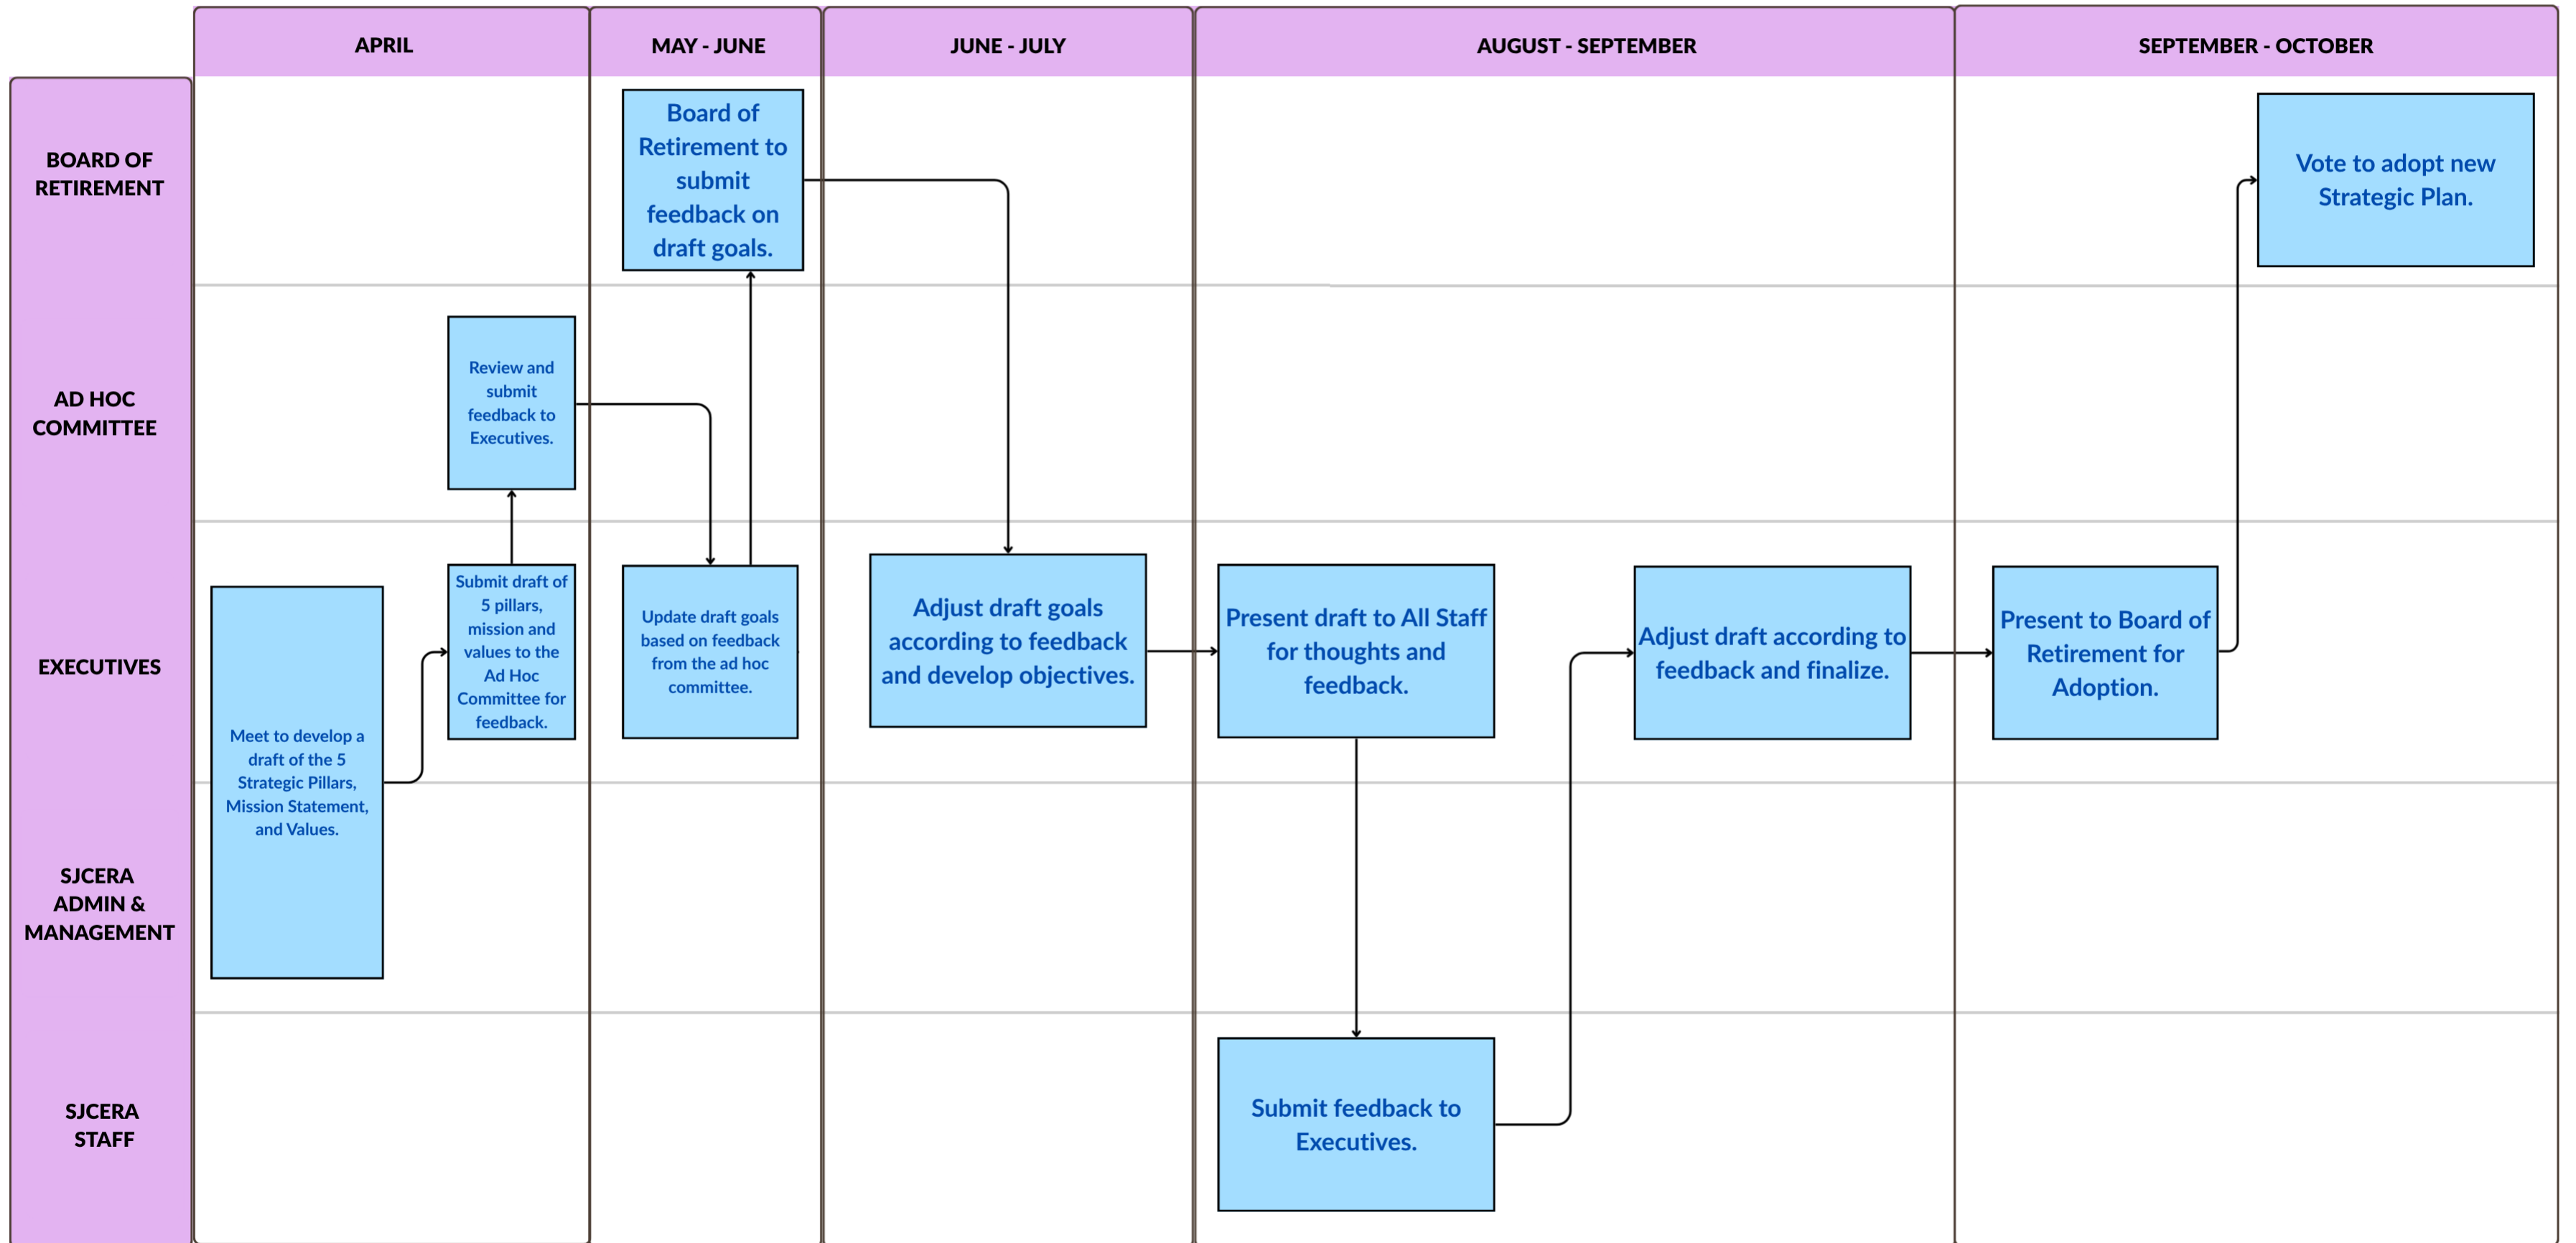 APRIL
MAY - JUNE
JUNE - JULY
AUGUST - SEPTEMBER
SEPTEMBER - OCTOBER
BOARD OF
RETIREMENT
Board of
Retirement to
submit
feedback on
draft goals.
Vote to adopt new
Strategic Plan.
AD HOC
COMMITTEE
Review and
submit
feedback to
Executives.
EXECUTIVES
Meet to develop a
draft of the 5
Strategic Pillars,
Mission Statement,
and Values.
Submit draft of
5 pillars,
mission and
values to the
Ad Hoc
Committee for
feedback.
Update draft goals
based on feedback
from the ad hoc
committee.
Adjust draft goals
according to feedback
and develop objectives.
Present draft to All Staff
for thoughts and
feedback.
Adjust draft according to
feedback and finalize.
Present to Board of
Retirement for
Adoption.
SJCERA
ADMIN &
MANAGEMENT
SJCERA
STAFF
Submit feedback to
Executives.